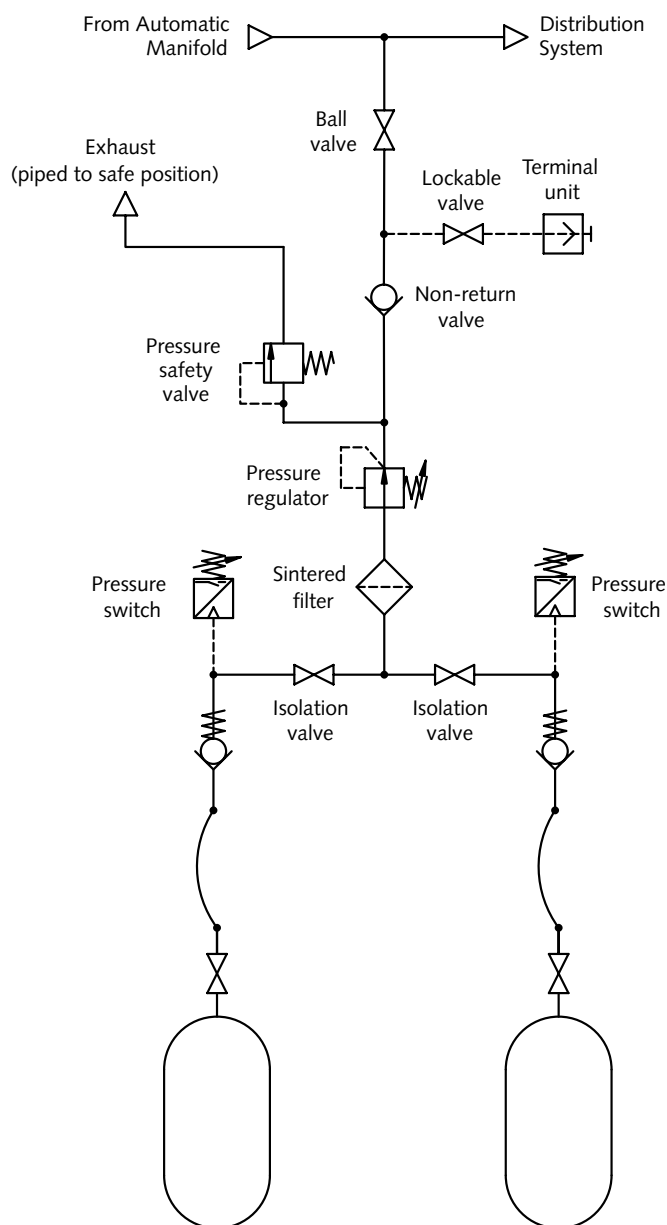 From Automatic
Manifold
Distribution
System
Ball
valve
Exhaust
(piped to safe position)
Lockable
valve
Terminal
unit
Non-return
valve
Pressure
safety
valve
Pressure
regulator
Pressure
switch
Sintered
filter
Pressure
switch
Isolation
valve
Isolation
valve